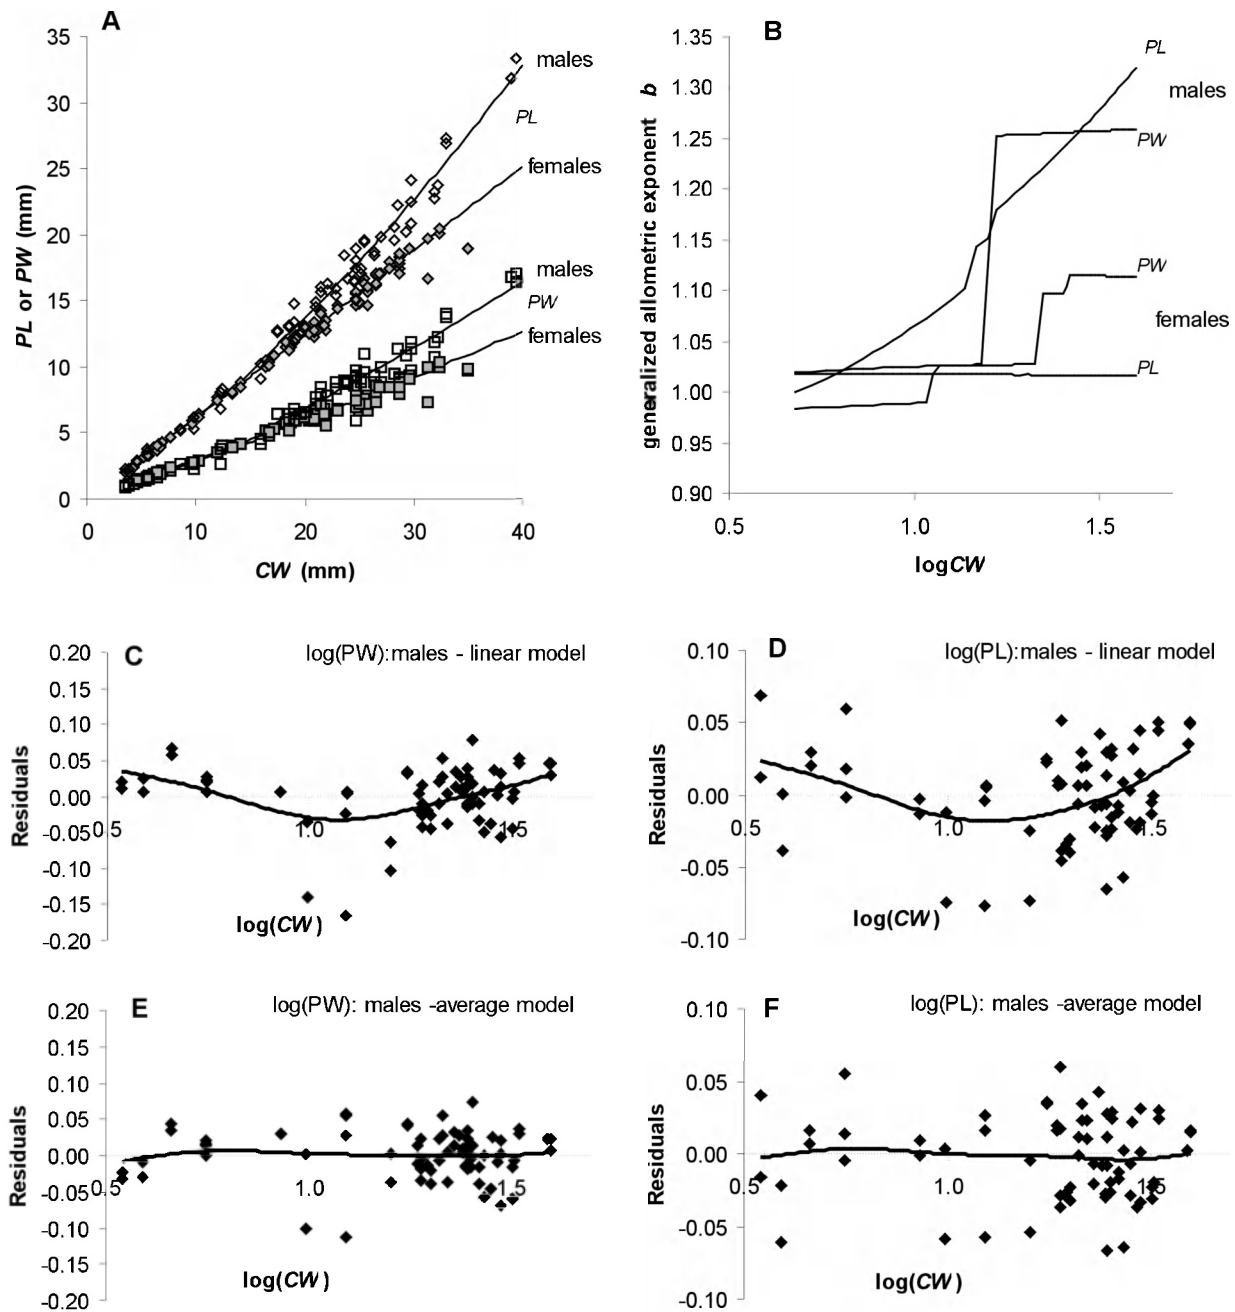 A
35
30
25
20
15
10
5
0
0
10
20
30
40
PL or PW (mm)
CW (mm)
males
PL
females
males
PW
females
B
1.35
1.30
1.25
1.20
1.15
1.10
1.05
1.00
0.95
0.90
0.5
1.0
1.5
generalized allometric exponent b
logCW
PL
males
PW
PW
females
PL
C
log(PW):males - linear model
0.20
0.15
0.10
0.05
0.00
-0.05
-0.10
-0.15
-0.20
0.5
1.0
1.5
Residuals
log(CW)
D
log(PL):males - linear model
0.10
0.05
0.00
-0.05
-0.10
0.5
1.0
1.5
Residuals
log(CW)
E
log(PW): males -average model
0.20
0.15
0.10
0.05
0.00
-0.05
-0.10
-0.15
-0.20
0.5
1.0
1.5
Residuals
log(CW)
F
log(PL): males -average model
0.10
0.05
0.00
-0.05
-0.10
0.5
1.0
1.5
Residuals
log(CW)